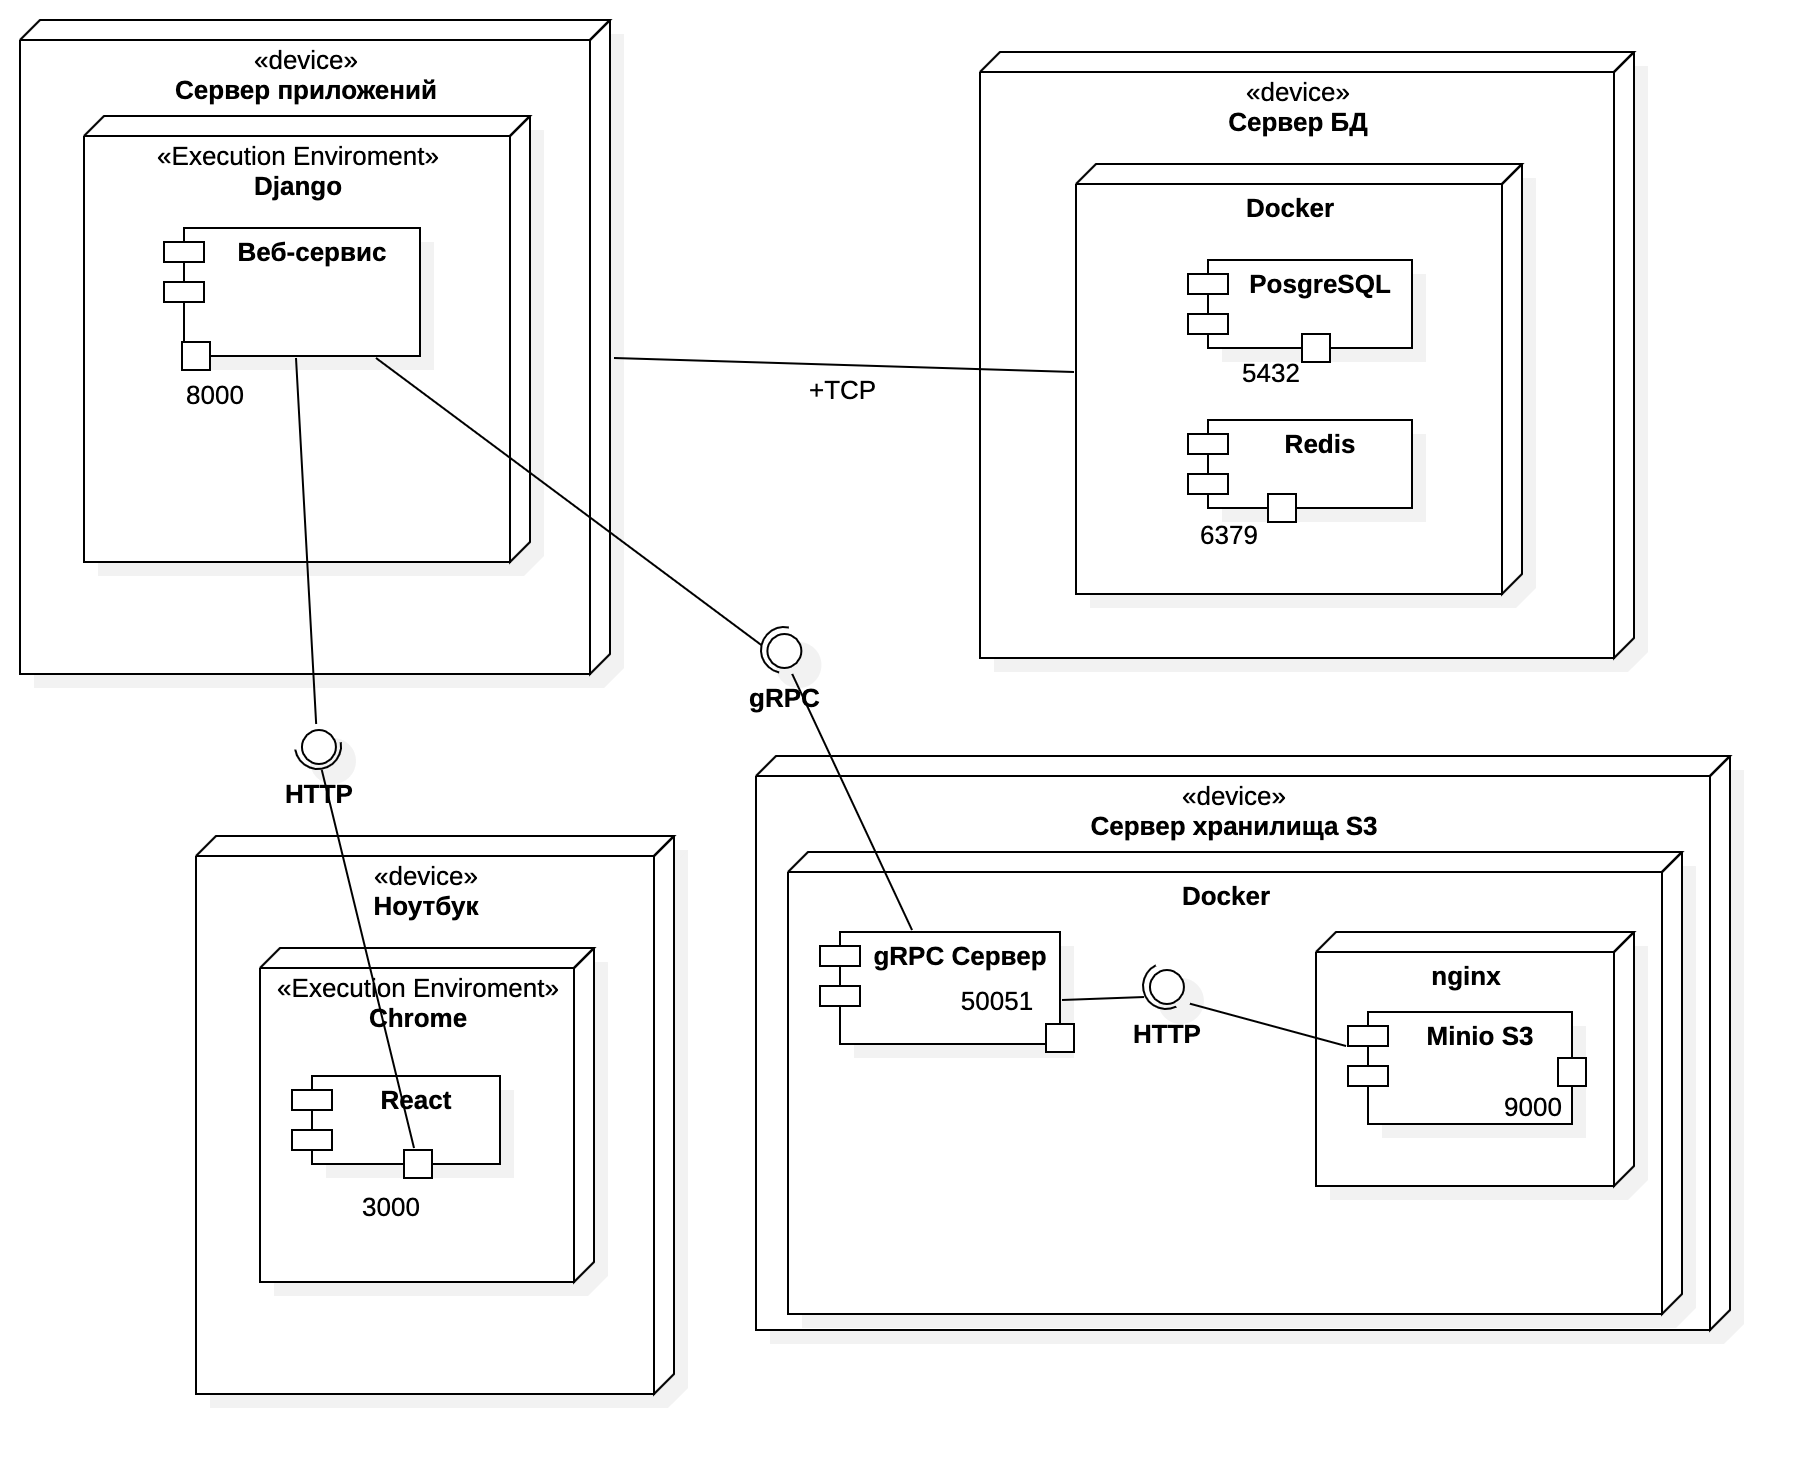 «device»
Сервер приложений
«Execution Enviroment»
Django
Веб-сервис
8000
«device»
Сервер БД
Docker
PosgreSQL
5432
Redis
6379
+TCP
gRPC
HTTP
«device»
Ноутбук
«Execution Enviroment»
Chrome
React
3000
«device»
Сервер хранилища S3
Docker
gRPC Сервер
50051
HTTP
nginx
Minio S3
9000